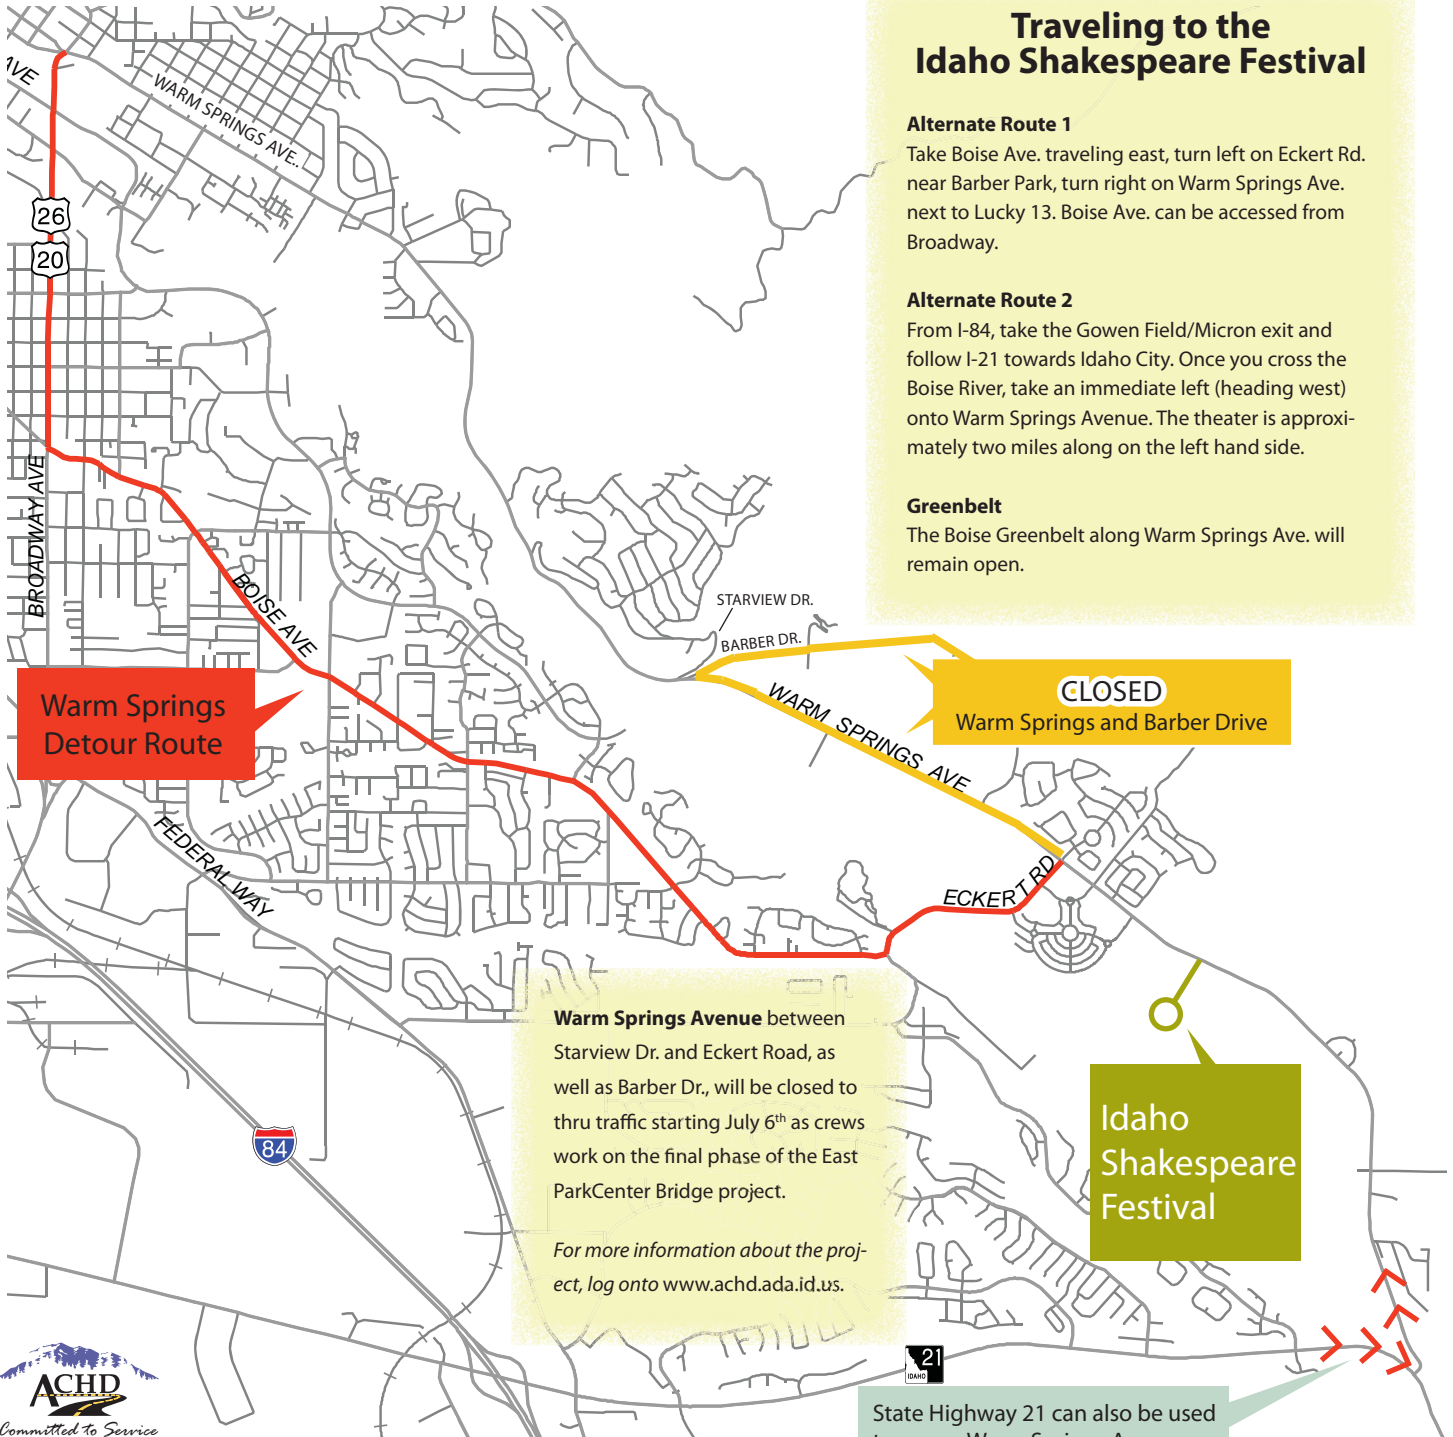 Traveling to the
Idaho Shakespeare Festival
Alternate Route 1
Take Boise Ave. traveling east, turn left on Eckert Rd.
near Barber Park, turn right on Warm Springs Ave.
next to Lucky 13. Boise Ave. can be accessed from
Broadway.
Alternate Route 2
From I-84, take the Gowen Field/Micron exit and
follow I-21 towards Idaho City. Once you cross the
Boise River, take an immediate left (heading west)
onto Warm Springs Avenue. The theater is approxi-
mately two miles along on the left hand side.
Greenbelt
The Boise Greenbelt along Warm Springs Ave. will
remain open.
AVE
WARM SPRINGS AVE..
26
20
BROADWAY AVE
BOISE AVE
STARVIEW DR.
BARBER DR.
CLOSED
Warm Springs and Barber Drive
WARM SPRINGS AVE
Warm Springs
Detour Route
FEDERAL WAY
ECKERT RD
Warm Springs Avenue between
Starview Dr. and Eckert Road, as
well as Barber Dr., will be closed to
thru traffic starting July 6th as crews
work on the final phase of the East
ParkCenter Bridge project.
For more information about the proj-
ect, log onto www.achd.ada.id.us.
84
Idaho
Shakespeare
Festival
21
IDAHO
ACHD
Committed to Service
State Highway 21 can also be used